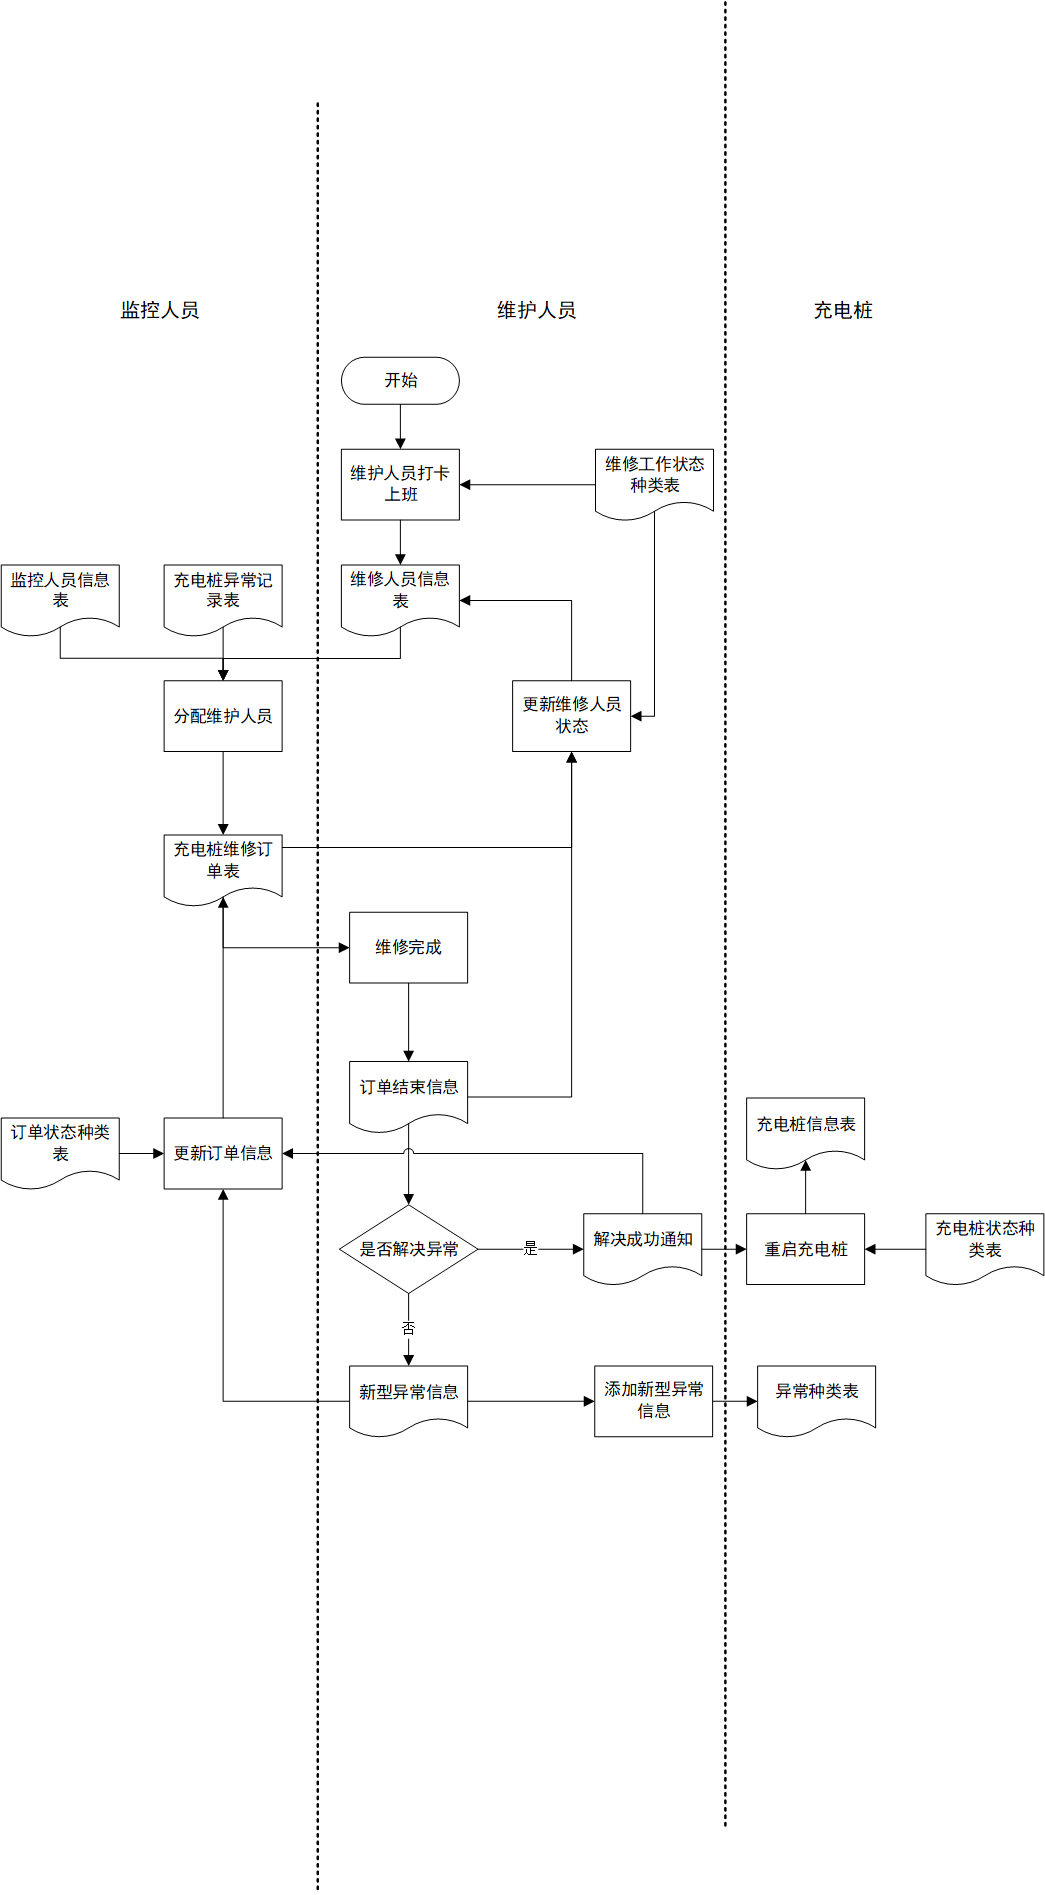 监控人员
维护人员
充电桩
开始
维护人员打卡
上班
维修工作状态
种类表
监控人员信息
表
充电桩异常记
录表
维修人员信息
表
分配维护人员
更新维修人员
状态
充电桩维修订
单表
维修完成
订单结束信息
充电桩信息表
订单状态种类
表
更新订单信息
是否解决异常
是
解决成功通知
重启充电桩
充电桩状态种
类表
否
新型异常信息
添加新型异常
信息
异常种类表